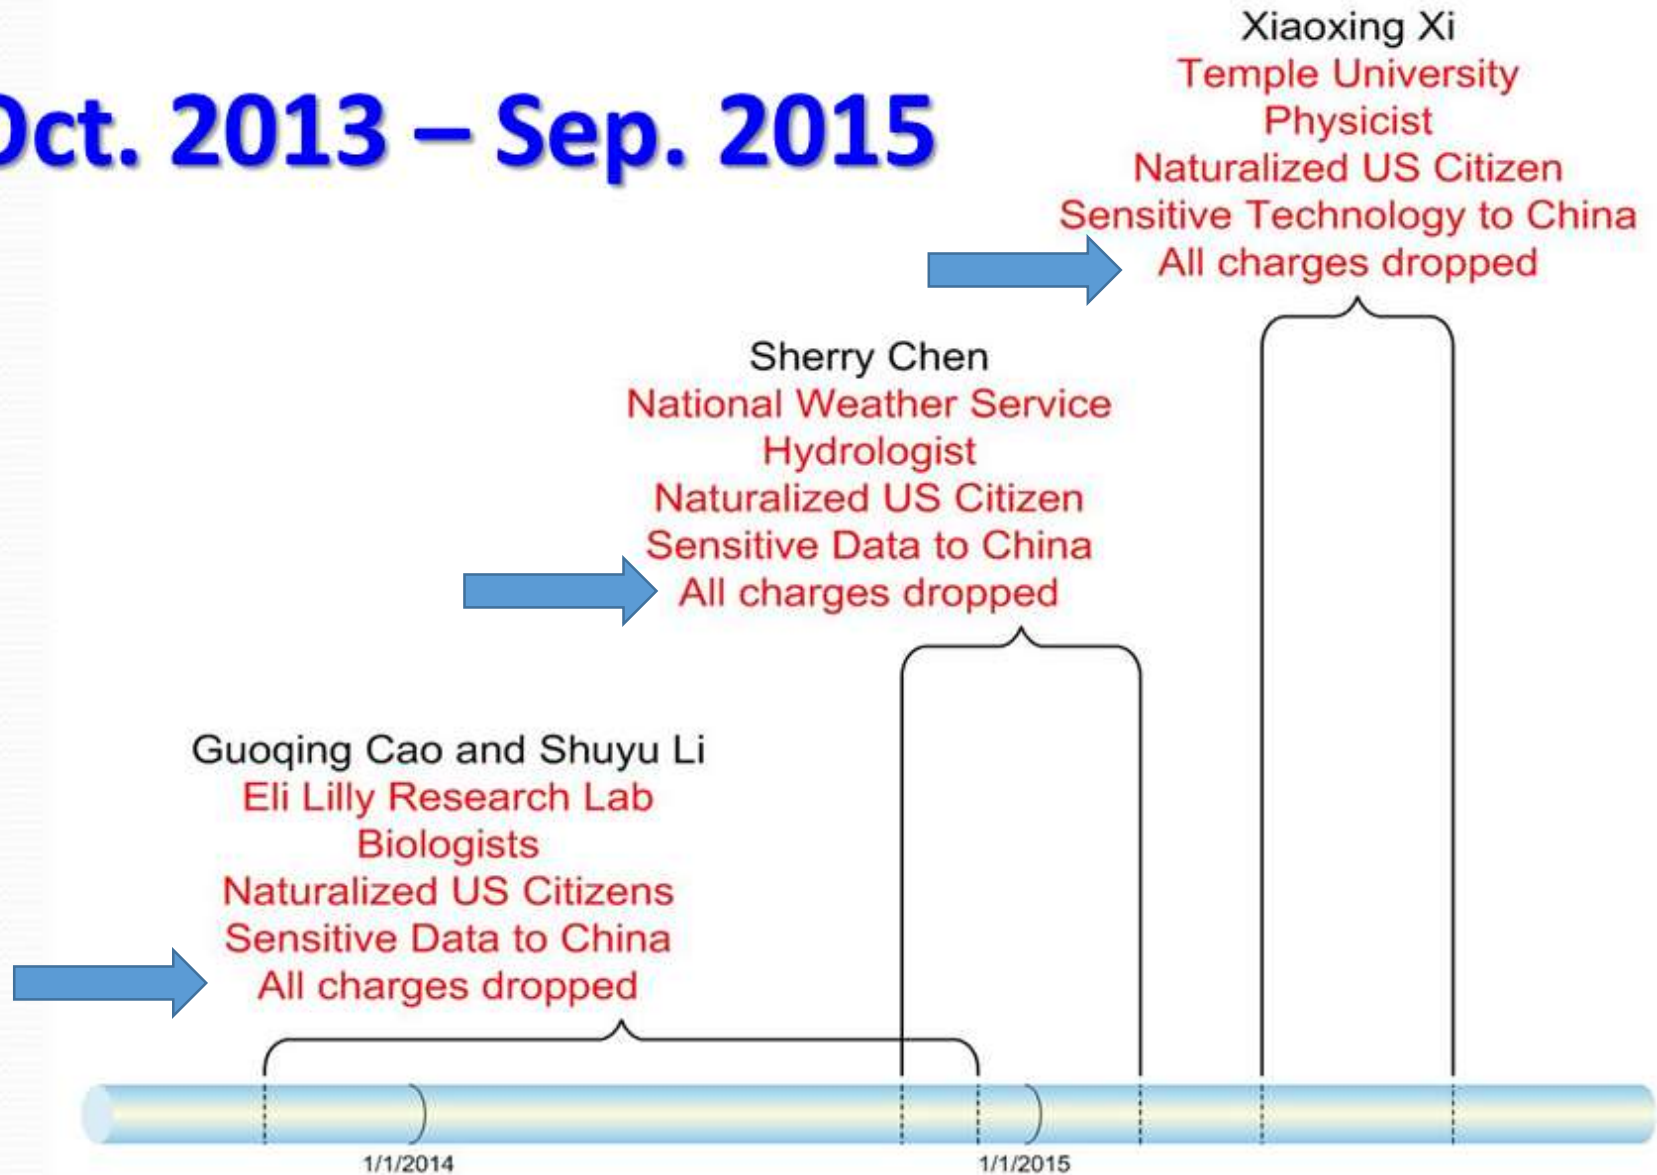 Oct. 2013 – Sep. 2015
Xiaoxing Xi
Temple University
Physicist
Naturalized US Citizen
Sensitive Technology to China
All charges dropped
Sherry Chen
National Weather Service
Hydrologist
Naturalized US Citizen
Sensitive Data to China
All charges dropped
Guoqing Cao and Shuyu Li
Eli Lilly Research Lab
Biologists
Naturalized US Citizens
Sensitive Data to China
All charges dropped
1/1/2014
1/1/2015